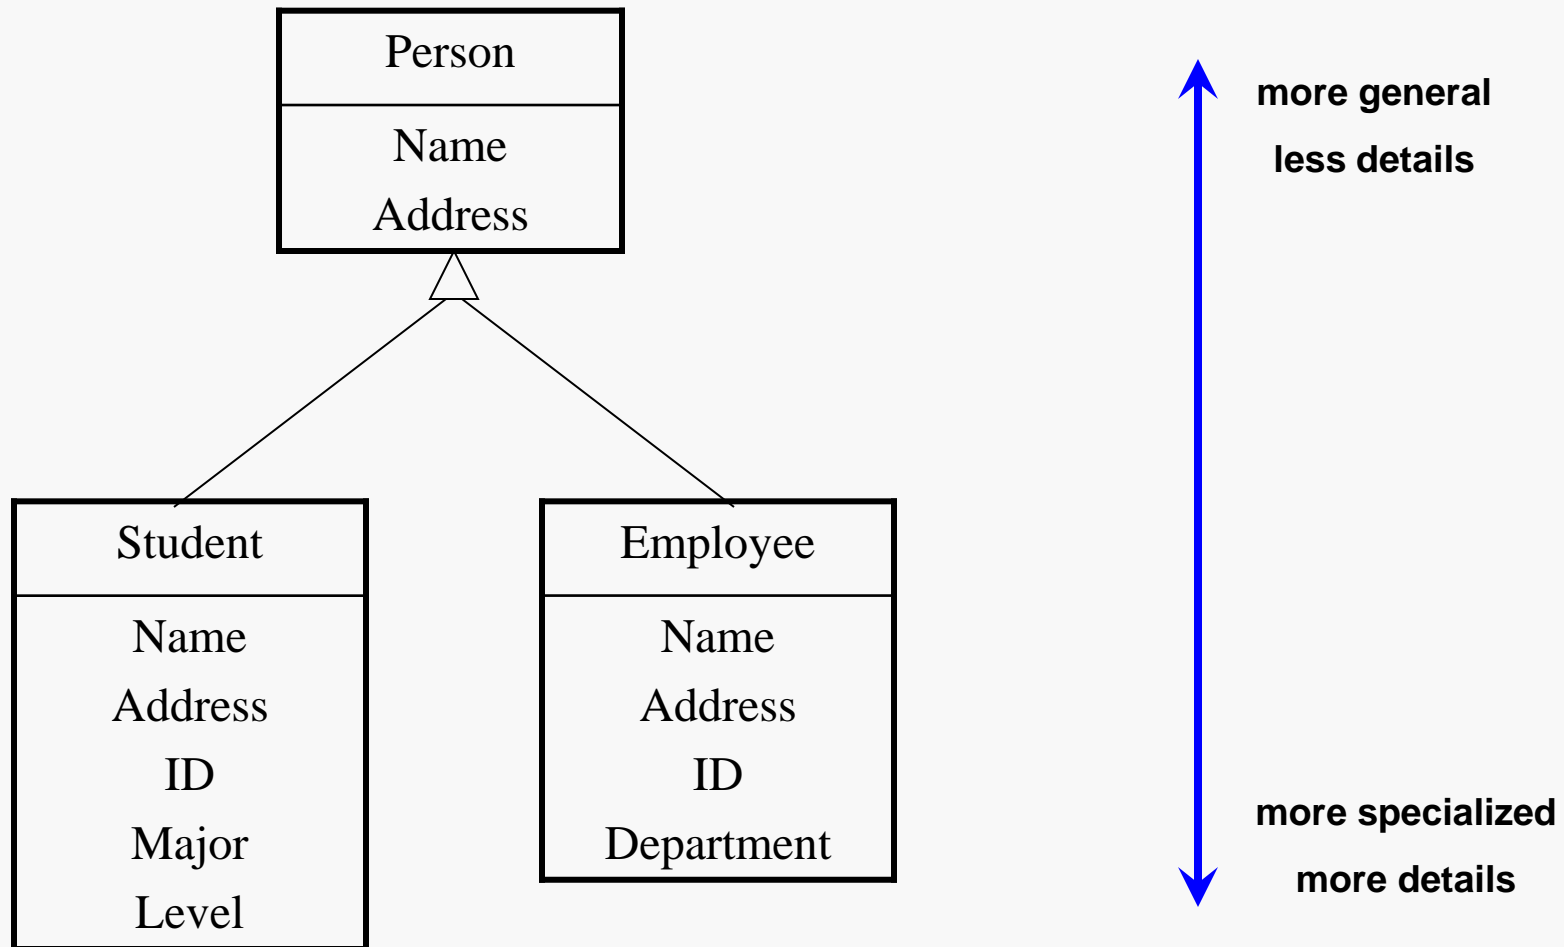 Person
Name
Address
more general
less details
Student
Name
Address
ID
Major
Level
Employee
Name
Address
ID
Department
more specialized
more details